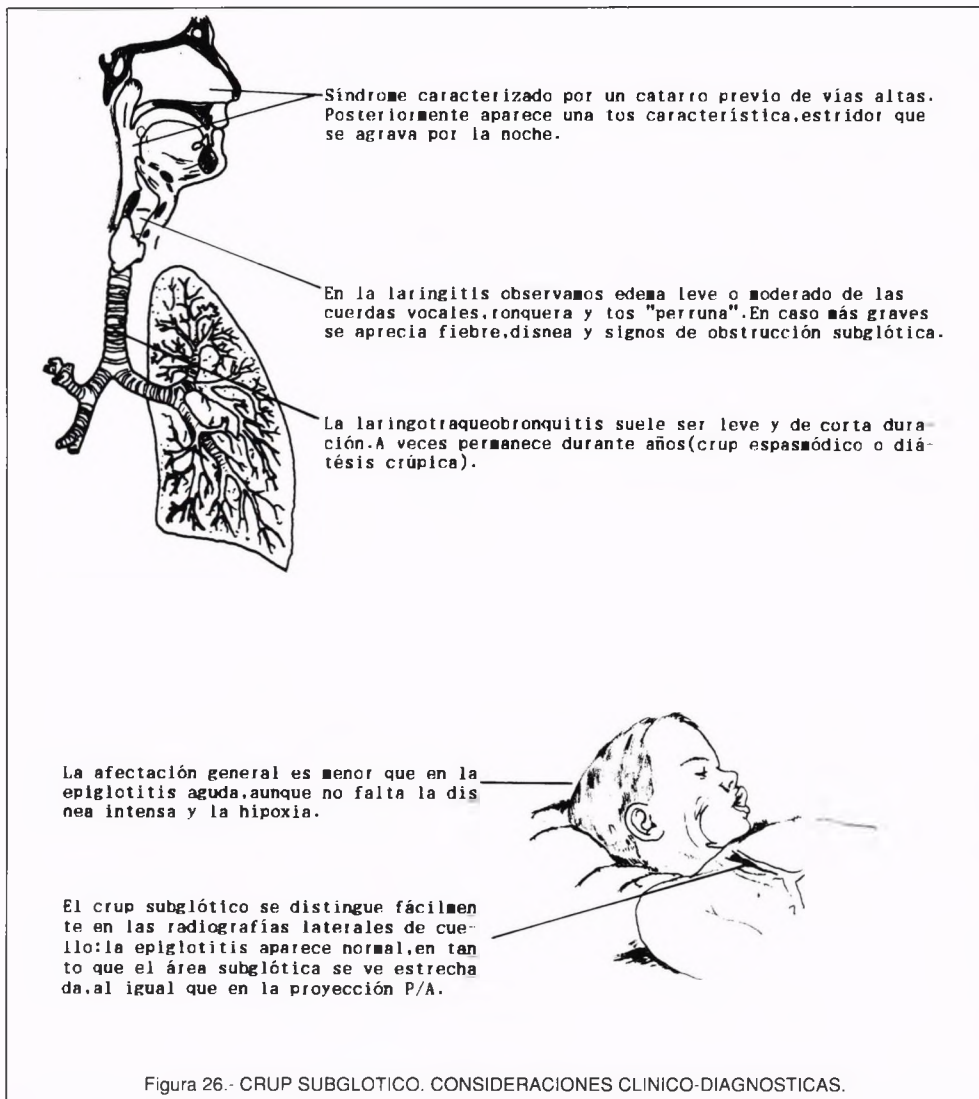 Síndrome caracterizado por un catarro previo de vías altas.
Posteriormente aparece una tos característica,estridor que
se agrava por la noche.
En la laringitis observamos edema leve o moderado de las
cuerdas vocales,ronquera y tos "perruna".En caso más graves
se aprecia fiebre,disnea y signos de obstrucción subglótica.
La laringotraqueobronquitis suele ser leve y de corta dura
ción.A veces permanece durante años(crup espasmódico o diá-
tésis crúpica).
La afectación general es menor que en la
epiglotitis aguda,aunque no falta la dis
nea intensa y la hipoxia.
El crup subglótico se distingue fácilmen
te en las radiografías laterales de cue-
llo:la epiglotitis aparece normal,en tan
to que el área subglótica se ve estrecha
da,al igual que en la proyección P/A.
Figura 26.- CRUP SUBGLOTICO. CONSIDERACIONES CLINICO-DIAGNOSTICAS.